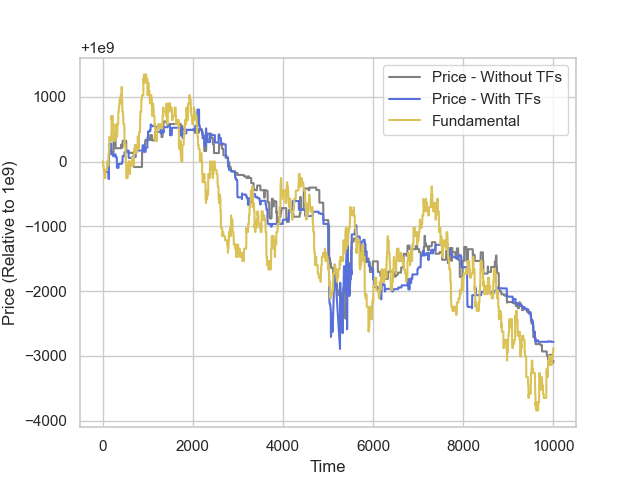 +1e9
Price - Without TFs
Price - With TFs
Fundamental
1000
0
−1000
−2000
−3000
−4000
Price (Relative to 1e9)
0 2000 4000 6000 8000 10000
Time